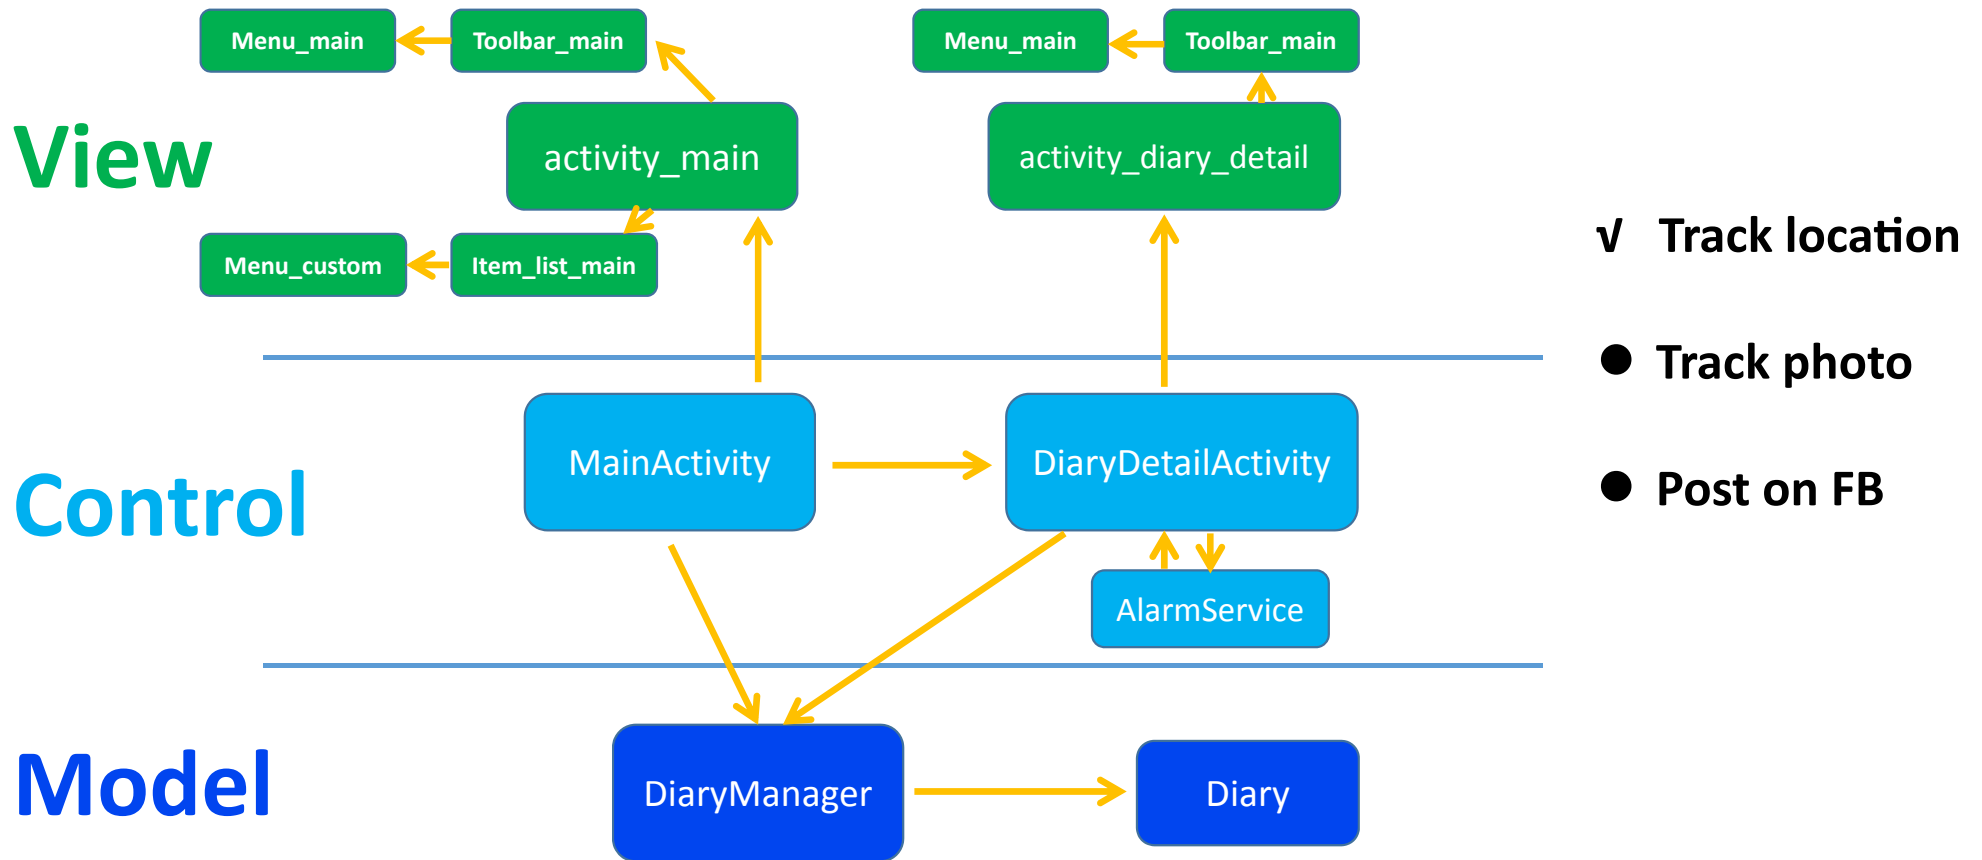 Menu_main
Toolbar_main
Menu_main
Toolbar_main
View
activity_main
activity_diary_detail
Menu_custom
Item_list_main
√ Track location
● Track photo
● Post on FB
Control
MainActivity
DiaryDetailActivity
AlarmService
Model
DiaryManager
Diary